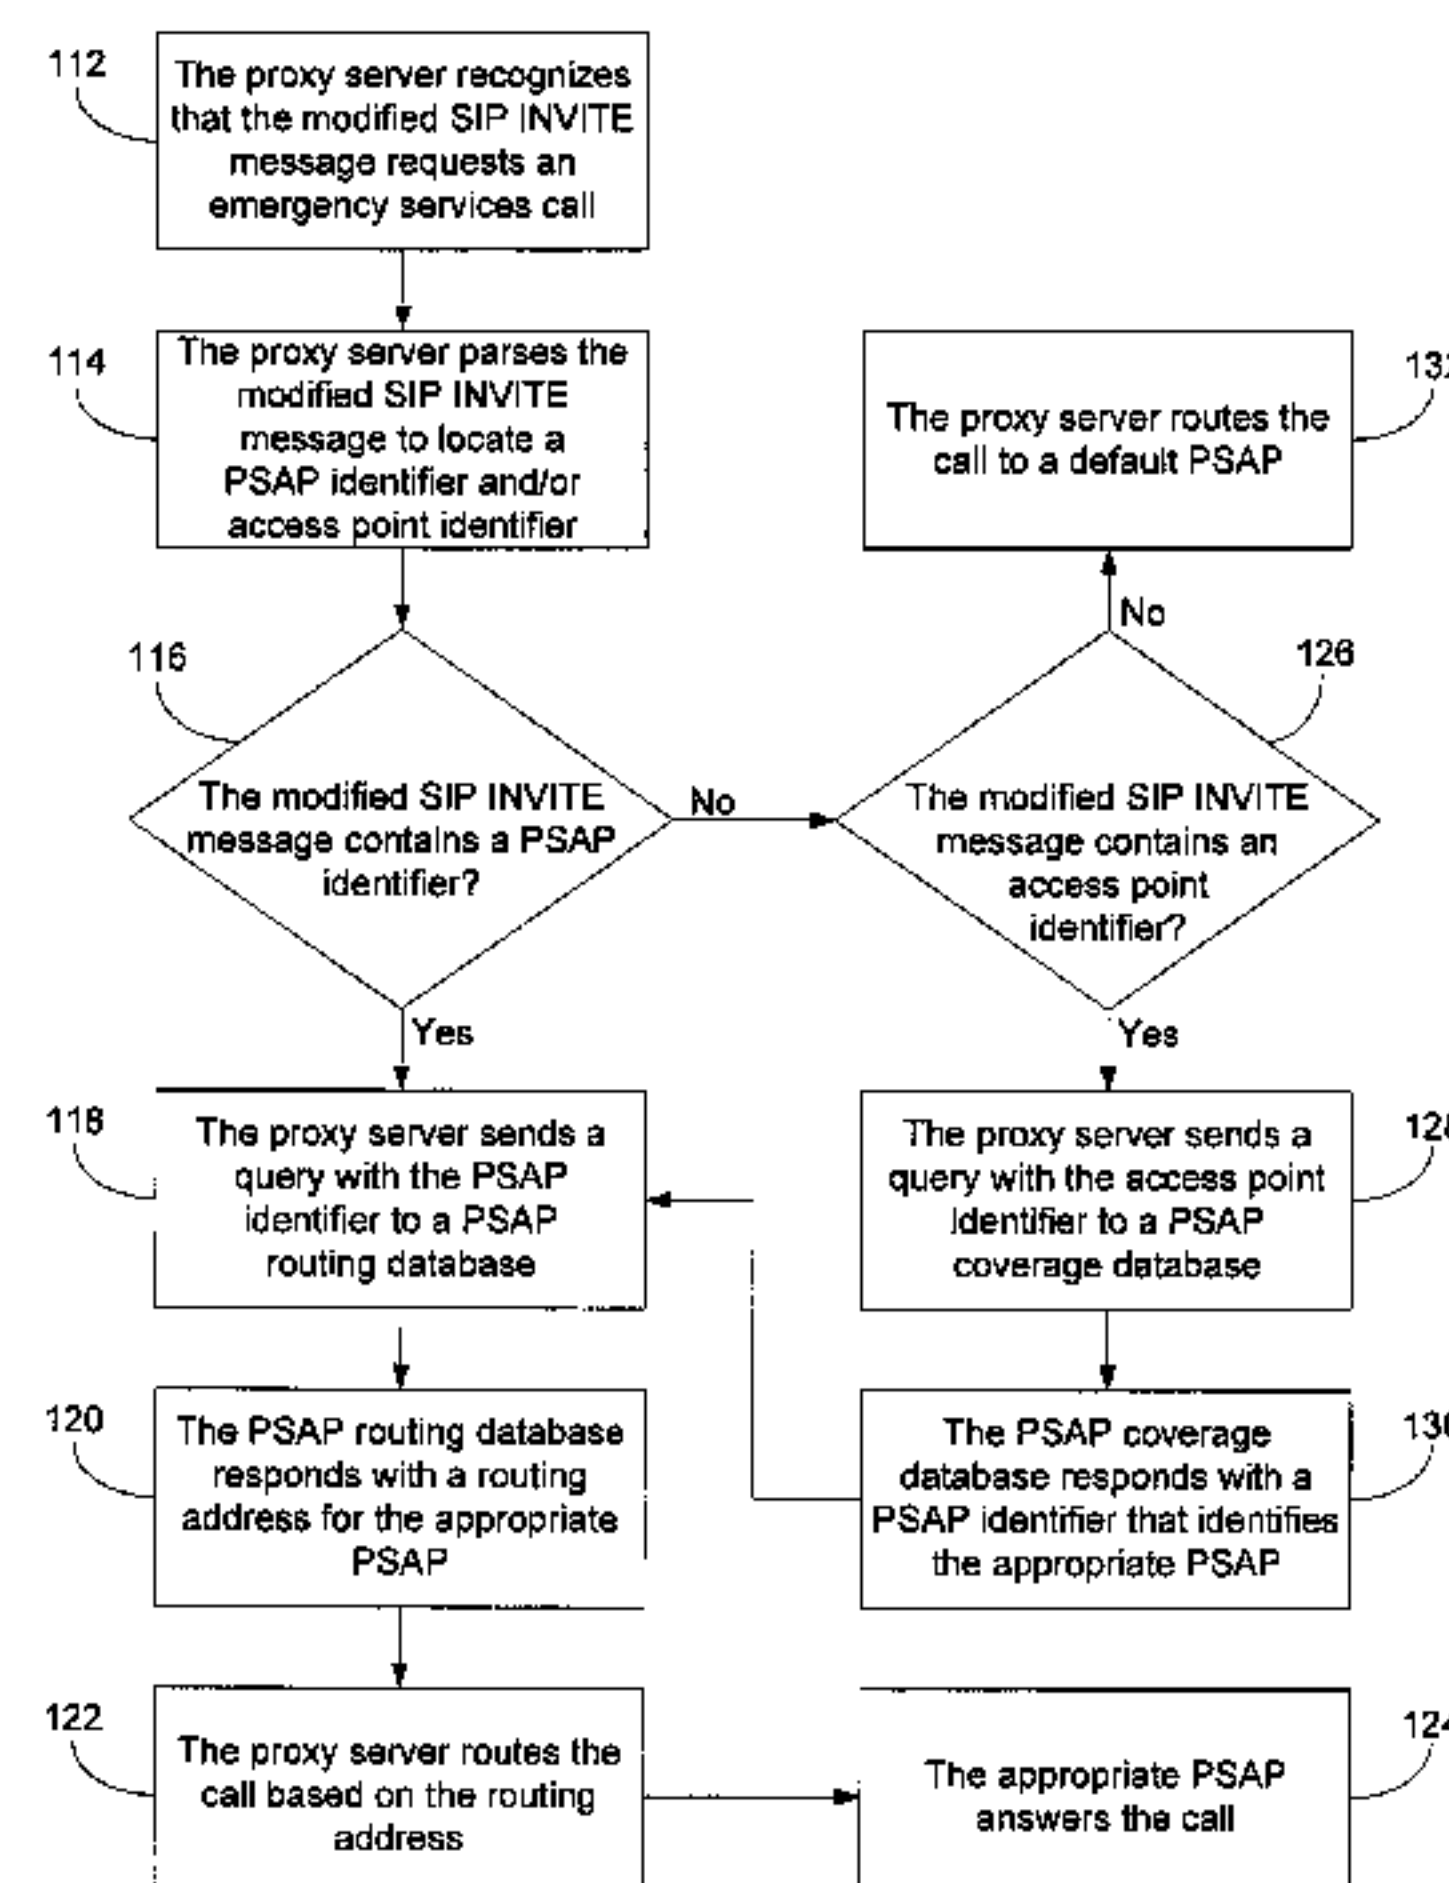 112
The proxy server recognizes
that the modified SIP INVITE
message requests an
emergency services call
114
The proxy server parses the
modified SIP INVITE
message to locate a
PSAP identifier and/or
access point identifier
The proxy server routes the
call to a default PSAP
No
116
126
The modified SIP INVITE
message contains a PSAP
identifier?
No
The modified SIP INVITE
message contains an
access point
identifier?
Yes
Yes
118
The proxy server sends a
query with the PSAP
identifier to a PSAP
routing database
The proxy server sends a
query with the access point
identifier to a PSAP
coverage database
120
The PSAP routing database
responds with a routing
address for the appropriate
PSAP
The PSAP coverage
database responds with a
PSAP identifier that identifies
the appropriate PSAP
122
The proxy server routes the
call based on the routing
address
The appropriate PSAP
answers the call
124